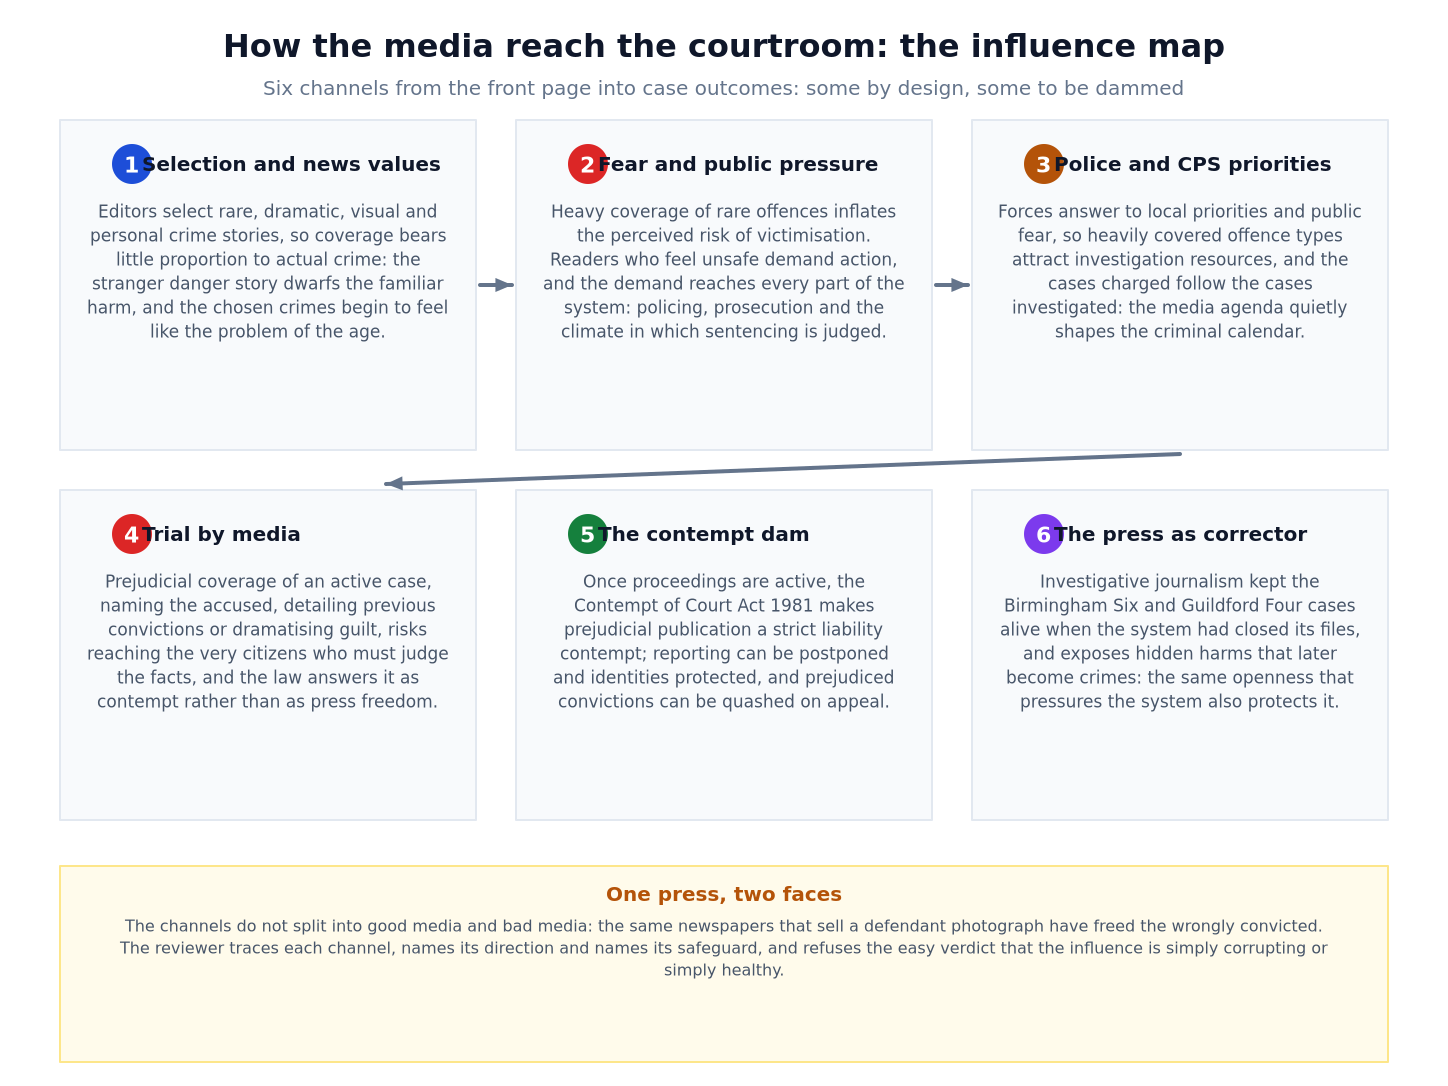 How the media reach the courtroom: the influence map
Six channels from the front page into case outcomes: some by design, some to be dammed
1 Selection and news values
Editors select rare, dramatic, visual and
personal crime stories, so coverage bears
little proportion to actual crime: the
stranger danger story dwarfs the familiar
harm, and the chosen crimes begin to feel
like the problem of the age.
2 Fear and public pressure
Heavy coverage of rare offences inflates
the perceived risk of victimisation.
Readers who feel unsafe demand action,
and the demand reaches every part of the
system: policing, prosecution and the
climate in which sentencing is judged.
3 Police and CPS priorities
Forces answer to local priorities and public
fear, so heavily covered offence types
attract investigation resources, and the
cases charged follow the cases
investigated: the media agenda quietly
shapes the criminal calendar.
4 Trial by media
Prejudicial coverage of an active case,
naming the accused, detailing previous
convictions or dramatising guilt, risks
reaching the very citizens who must judge
the facts, and the law answers it as
contempt rather than as press freedom.
5 The contempt dam
Once proceedings are active, the
Contempt of Court Act 1981 makes
prejudicial publication a strict liability
contempt; reporting can be postponed
and identities protected, and prejudiced
convictions can be quashed on appeal.
6 The press as corrector
Investigative journalism kept the
Birmingham Six and Guildford Four cases
alive when the system had closed its files,
and exposes hidden harms that later
become crimes: the same openness that
pressures the system also protects it.
One press, two faces
The channels do not split into good media and bad media: the same newspapers that sell a defendant photograph have freed the wrongly convicted.
The reviewer traces each channel, names its direction and names its safeguard, and refuses the easy verdict that the influence is simply corrupting or
simply healthy.